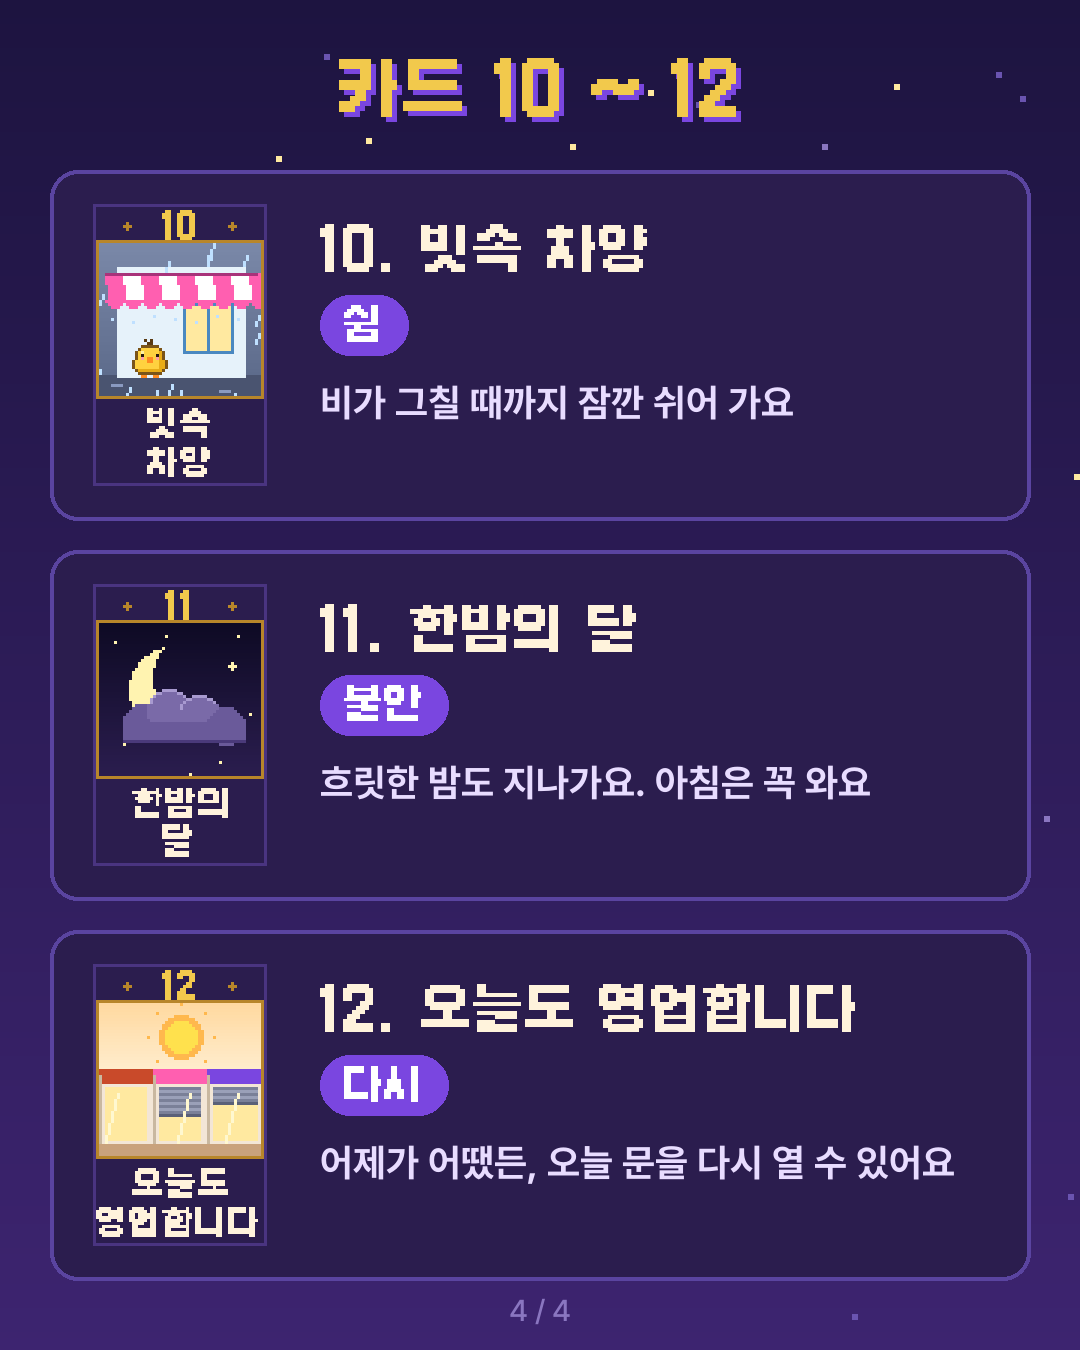 카드 10 ~ 12
10
빗속
차양
10. 빗속 차양
쉼
비가 그칠 때까지 잠깐 쉬어 가요
11
한밤의
달
11. 한밤의 달
불안
흐릿한 밤도 지나가요. 아침은 꼭 와요
12
오늘도
영업합니다
12. 오늘도 영업합니다
다시
어제가 어땠든, 오늘 문을 다시 열 수 있어요
4 / 4